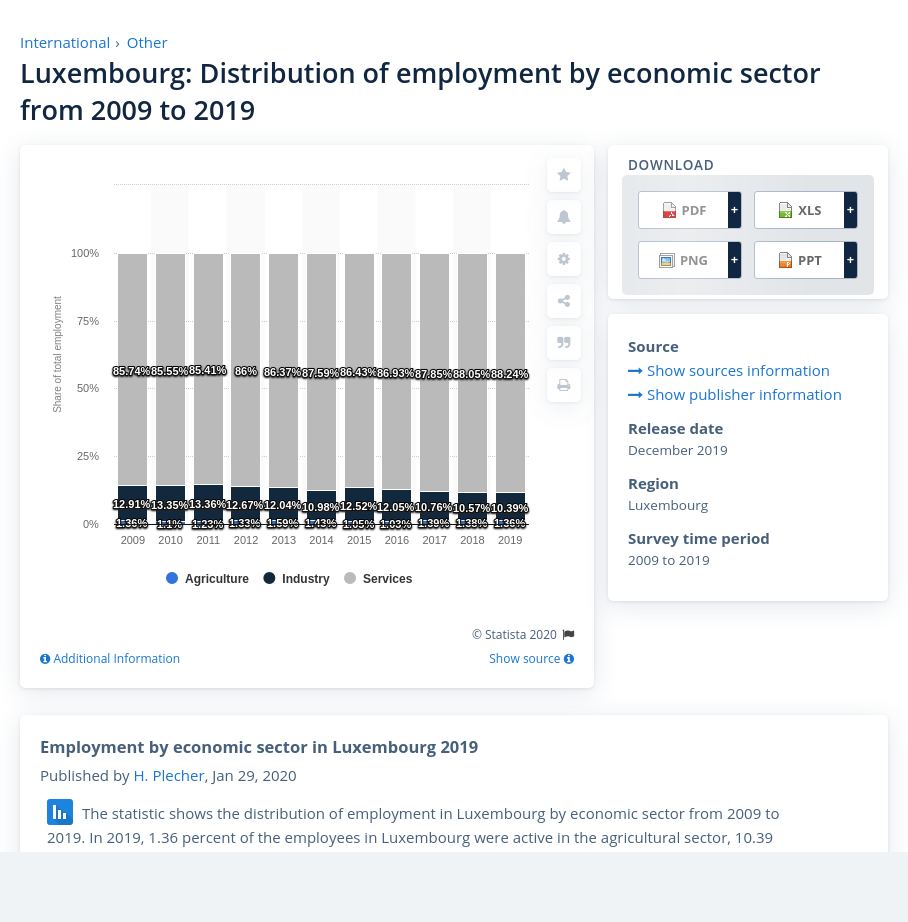 International › Other
Luxembourg: Distribution of employment by economic sector
from 2009 to 2019
DOWNLOAD
PDF +
XLS +
PNG +
PPT +
Share of total employment
100%
75%
50%
25%
0%
85.74% 85.55% 85.41% 86% 86.37% 87.59% 86.43% 86.93% 87.85% 88.05% 88.24%
12.91% 13.35% 13.36% 12.67% 12.04% 10.98% 12.52% 12.05% 10.76% 10.57% 10.39%
1.36% 1.1% 1.23% 1.33% 1.59% 1.43% 1.05% 1.03% 1.39% 1.38% 1.36%
2009 2010 2011 2012 2013 2014 2015 2016 2017 2018 2019
Agriculture Industry Services
© Statista 2020
Additional Information
Show source
Source
Show sources information
Show publisher information
Release date
December 2019
Region
Luxembourg
Survey time period
2009 to 2019
Employment by economic sector in Luxembourg 2019
Published by H. Plecher, Jan 29, 2020
The statistic shows the distribution of employment in Luxembourg by economic sector from 2009 to
2019. In 2019, 1.36 percent of the employees in Luxembourg were active in the agricultural sector, 10.39